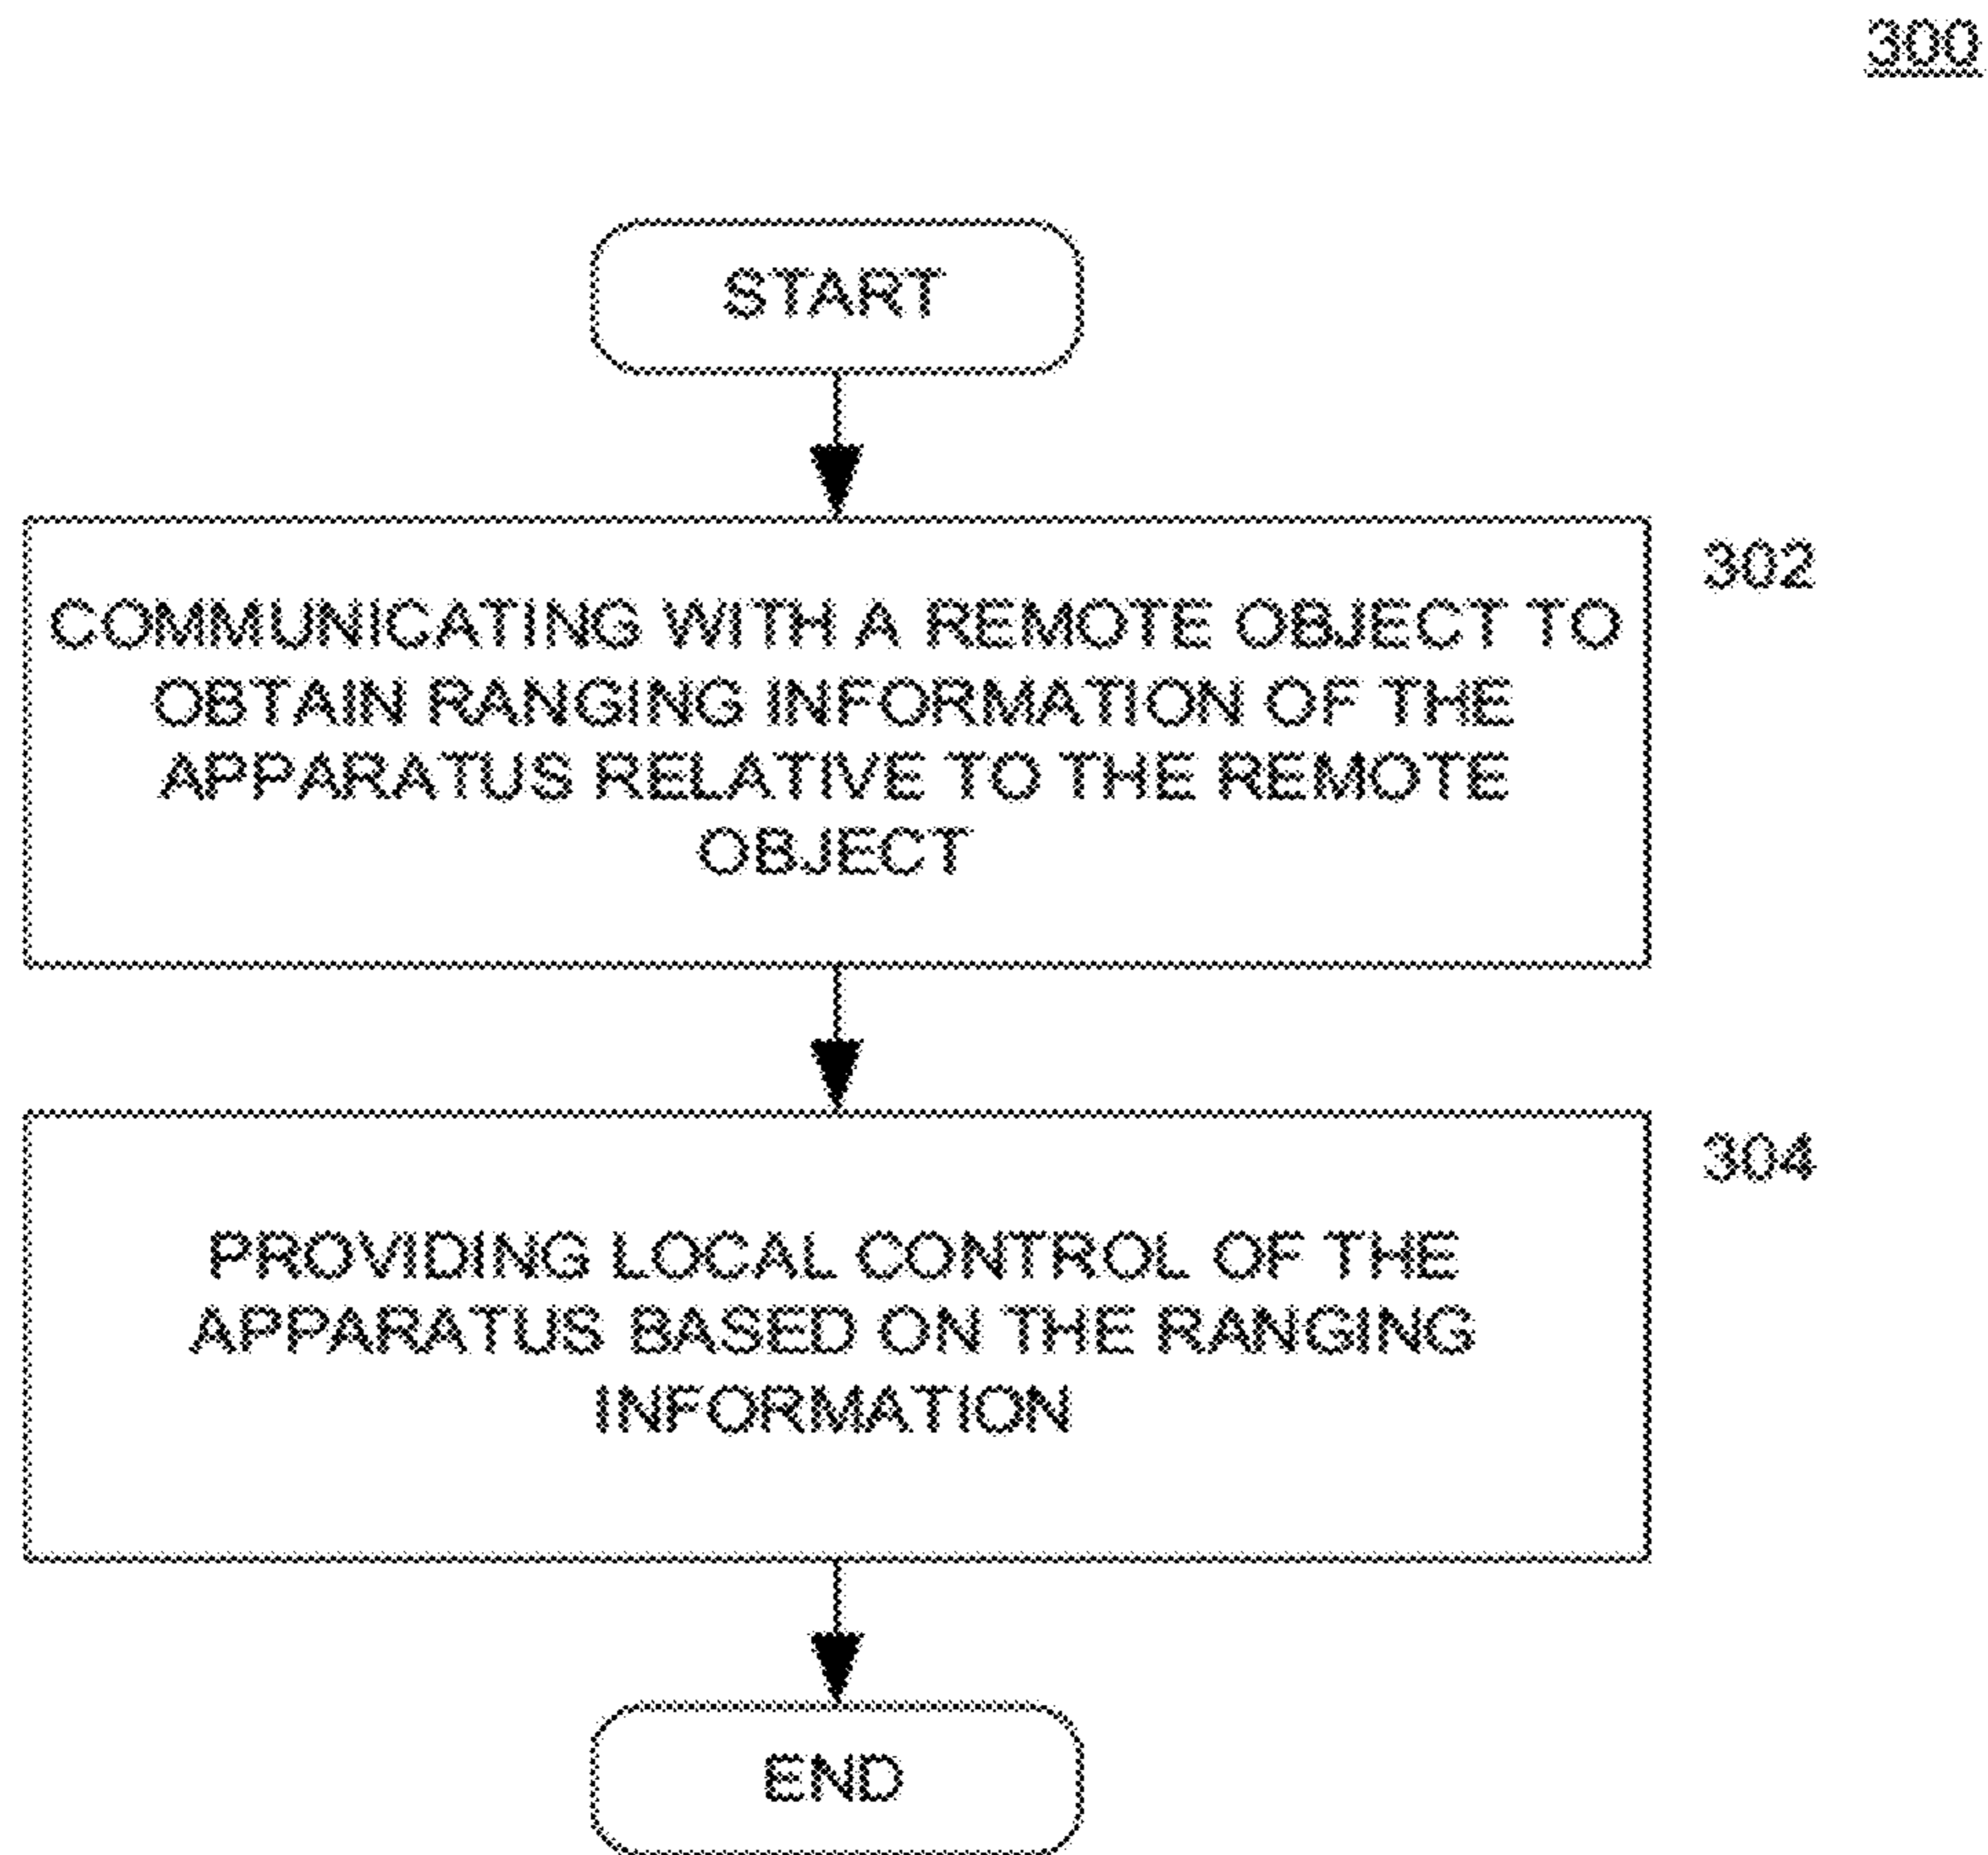 300
START
302
COMMUNICATING WITH A REMOTE OBJECT TO
OBTAIN RANGING INFORMATION OF THE
APPARATUS RELATIVE TO THE REMOTE
OBJECT
304
PROVIDING LOCAL CONTROL OF THE
APPARATUS BASED ON THE RANGING
INFORMATION
END